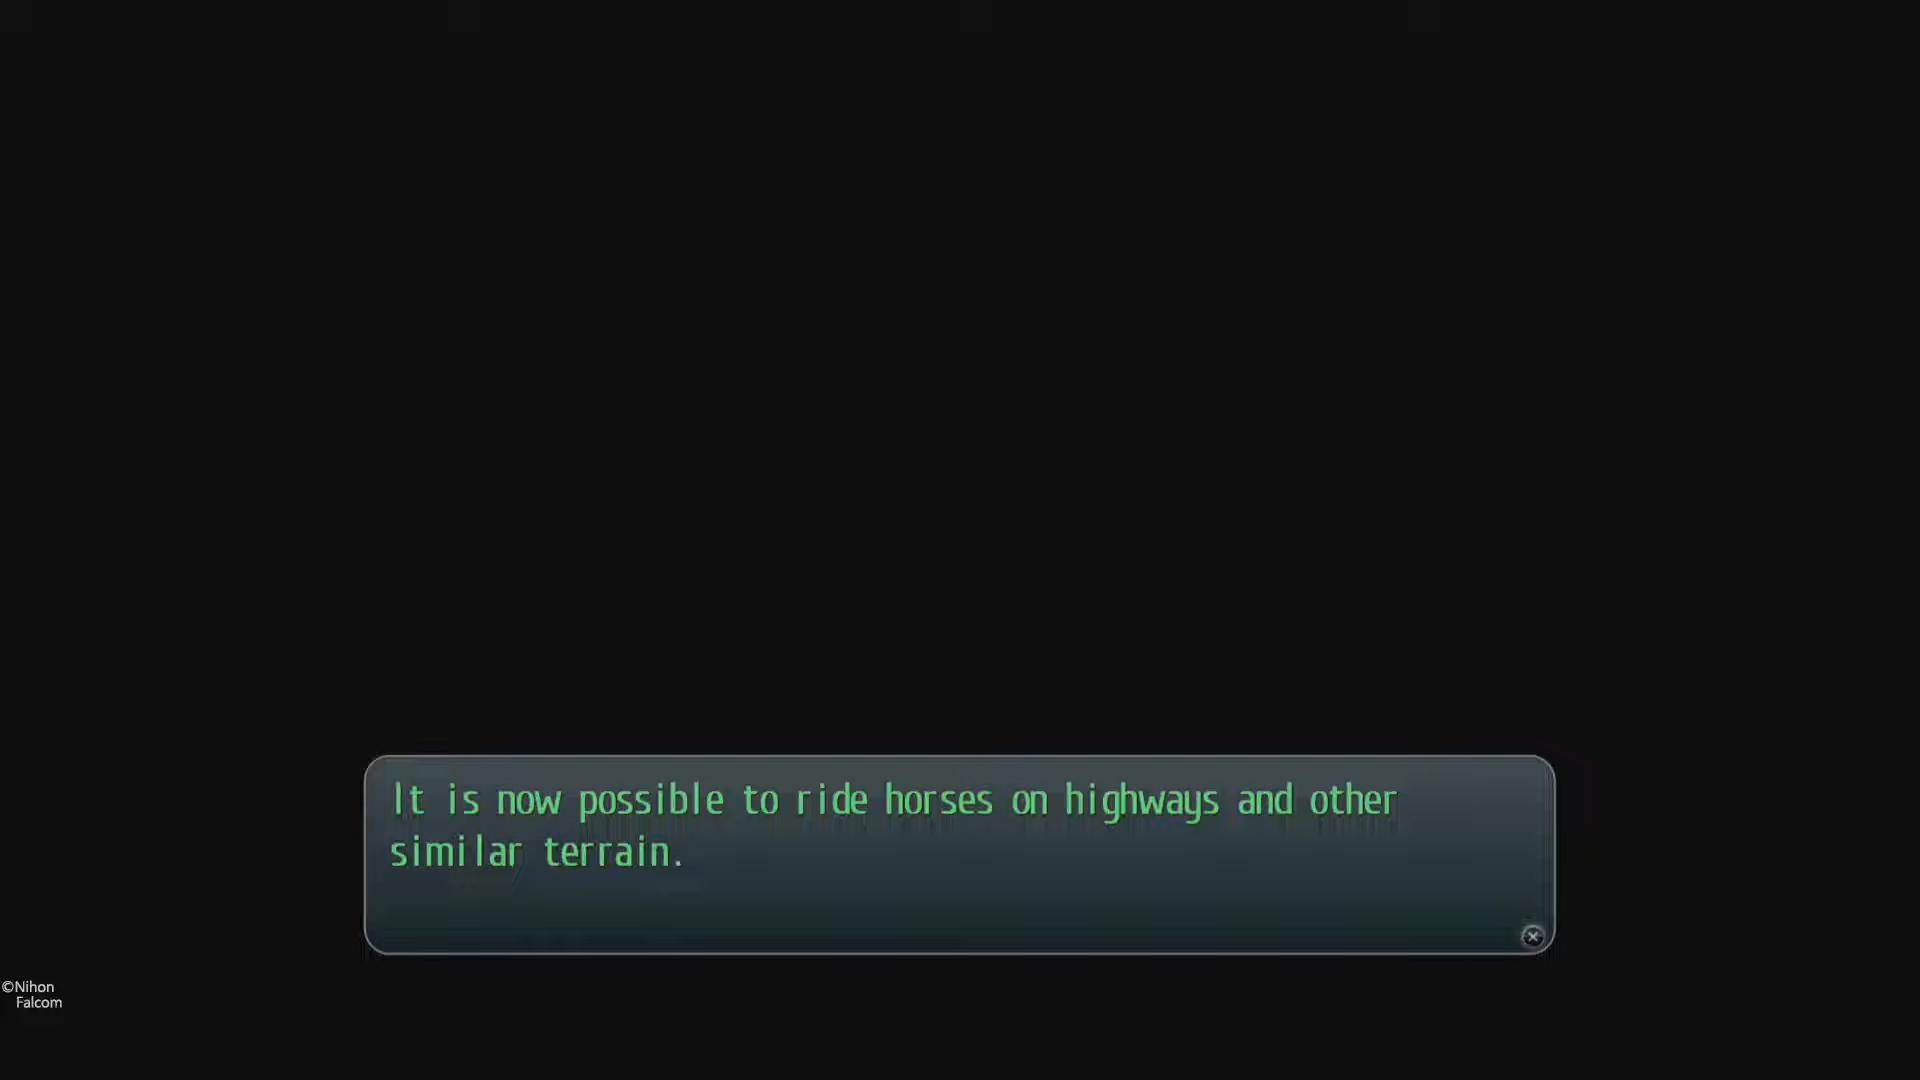 It is now possible to ride horses on highways and other
similar terrain.
©Nihon
Falcom